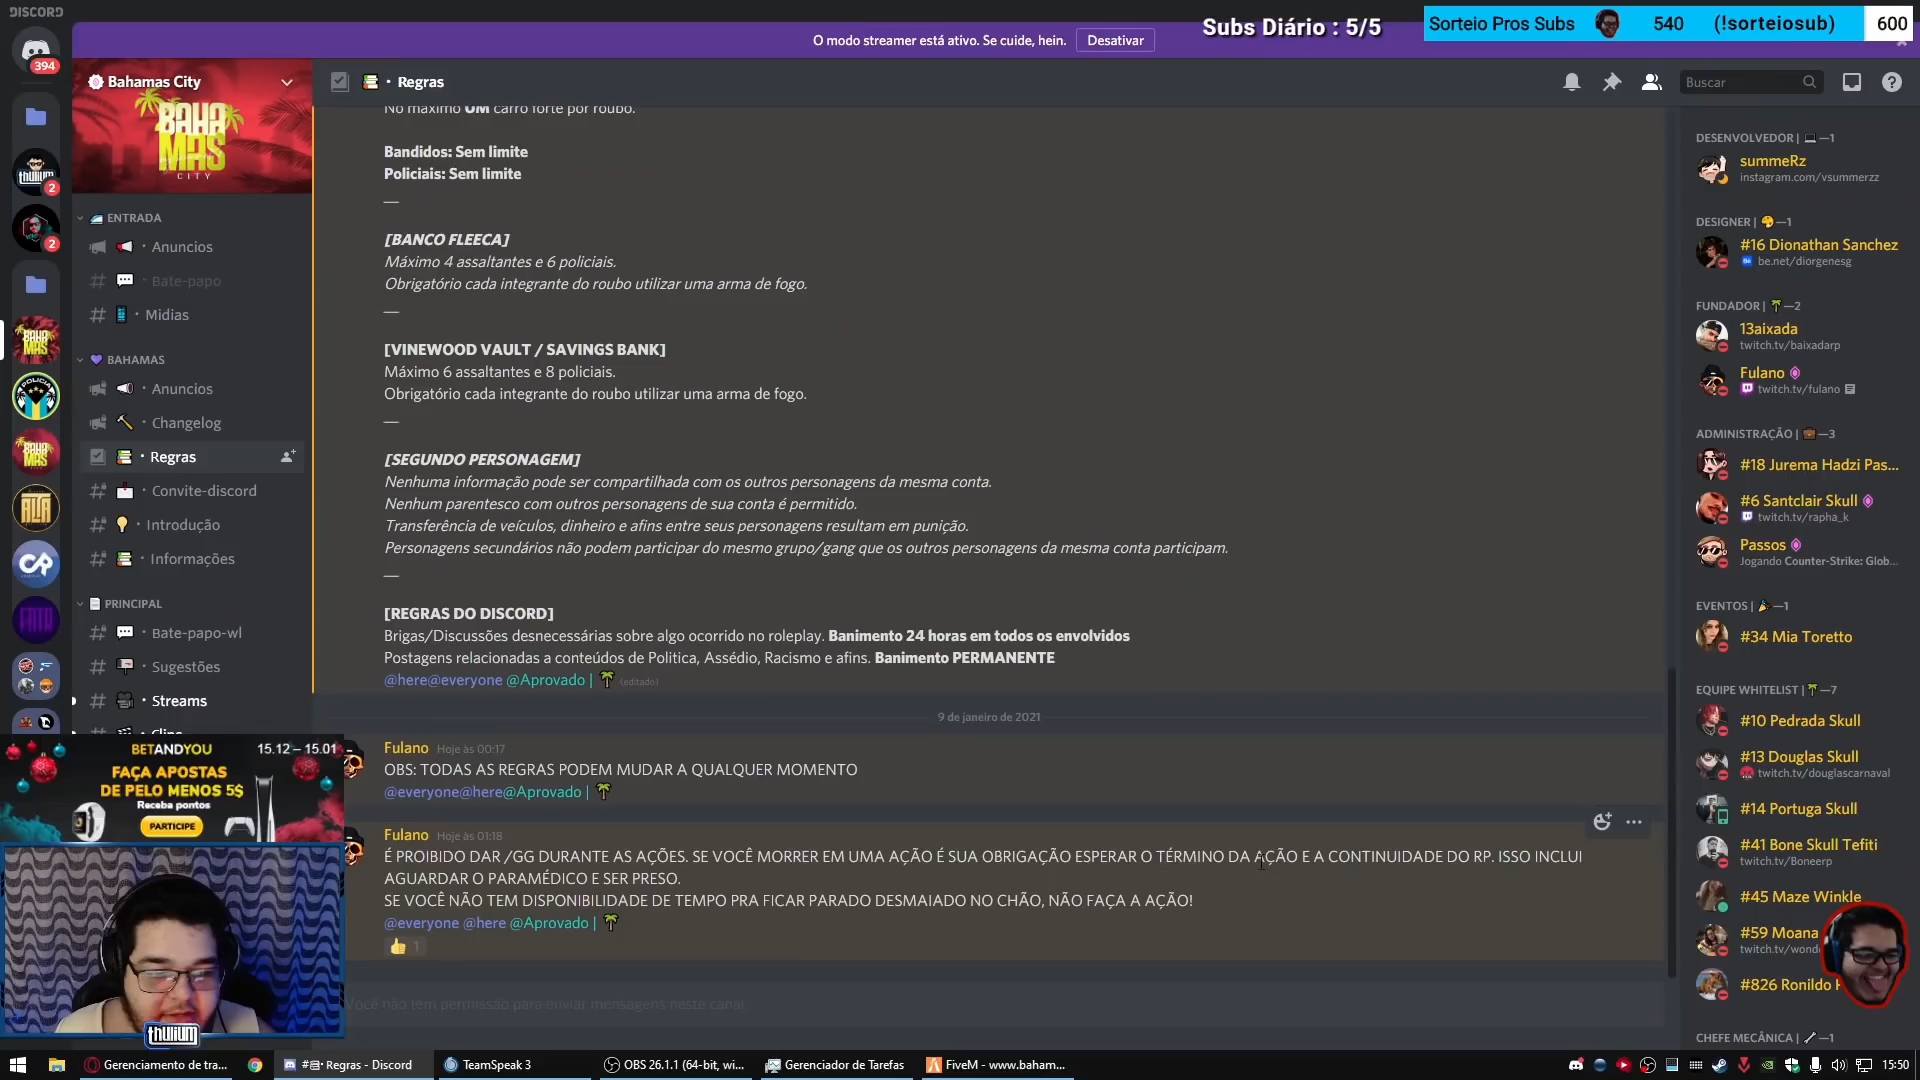 DISCORD
394
O modo streamer está ativo. Se cuide, hein.
Desativar
Subs Diário : 5/5
Sorteio Pros Subs
540
(!sorteiosub)
600
Bahamas City
BAHA
MAS
CITY
ENTRADA
Anuncios
Bate-papo
Midias
BAHAMAS
Anuncios
Changelog
Regras
Convite-discord
Introdução
Informações
PRINCIPAL
Bate-papo-wl
Sugestões
Streams
Clips
thulium
2
2
Regras
Buscar
No máximo UM carro forte por roubo.
Bandidos: Sem limite
Policiais: Sem limite
—
[BANCO FLEECA]
Máximo 4 assaltantes e 6 policiais.
Obrigatório cada integrante do roubo utilizar uma arma de fogo.
—
[VINEWOOD VAULT / SAVINGS BANK]
Máximo 6 assaltantes e 8 policiais.
Obrigatório cada integrante do roubo utilizar uma arma de fogo.
—
[SEGUNDO PERSONAGEM]
Nenhuma informação pode ser compartilhada com os outros personagens da mesma conta.
Nenhum parentesco com outros personagens de sua conta é permitido.
Transferência de veículos, dinheiro e afins entre seus personagens resultam em punição.
Personagens secundários não podem participar do mesmo grupo/gang que os outros personagens da mesma conta participam.
—
[REGRAS DO DISCORD]
Brigas/Discussões desnecessárias sobre algo ocorrido no roleplay. Banimento 24 horas em todos os envolvidos
Postagens relacionadas a conteúdos de Politica, Assédio, Racismo e afins. Banimento PERMANENTE
@here@everyone @Aprovado | 🌴 (editado)
9 de janeiro de 2021
Fulano Hoje às 00:17
OBS: TODAS AS REGRAS PODEM MUDAR A QUALQUER MOMENTO
@everyone@here@Aprovado | 🌴
Fulano Hoje às 01:18
É PROIBIDO DAR /GG DURANTE AS AÇÕES. SE VOCÊ MORRER EM UMA AÇÃO É SUA OBRIGAÇÃO ESPERAR O TÉRMINO DA AÇÃO E A CONTINUIDADE DO RP. ISSO INCLUI
AGUARDAR O PARAMÉDICO E SER PRESO.
SE VOCÊ NÃO TEM DISPONIBILIDADE DE TEMPO PRA FICAR PARADO DESMAIADO NO CHÃO, NÃO FAÇA A AÇÃO!
@everyone @here @Aprovado | 🌴
👍 1
Você não tem permissão para enviar mensagens neste canal.
DESENVOLVEDOR | 💻—1
summeRz
instagram.com/vsummerzz
DESIGNER | 🎨—1
#16 Dionathan Sanchez
be.net/diorgenesg
FUNDADOR | 🌴—2
13aixada
twitch.tv/baixadarp
Fulano
twitch.tv/fulano
ADMINISTRAÇÃO | 💼—3
#18 Jurema Hadzi Pas...
#6 Santclair Skull
twitch.tv/rapha_k
Passos
Jogando Counter-Strike: Glob...
EVENTOS | 🎉—1
#34 Mia Toretto
EQUIPE WHITELIST | 🌴—7
#10 Pedrada Skull
#13 Douglas Skull
twitch.tv/douglascarnaval
#14 Portuga Skull
#41 Bone Skull Tefiti
twitch.tv/Boneerp
#45 Maze Winkle
#59 Moana
twitch.tv/wond
#826 Ronildo
CHEFE MECÂNICA | 🔧—1
BETANDYOU
15.12 – 15.01
FAÇA APOSTAS
DE PELO MENOS 5$
Receba pontos
PARTICIPE
thulium
Gerenciamento de tra...
Regras - Discord
TeamSpeak 3
OBS 26.1.1 (64-bit, wi...
Gerenciador de Tarefas
FiveM - www.baham...
15:50